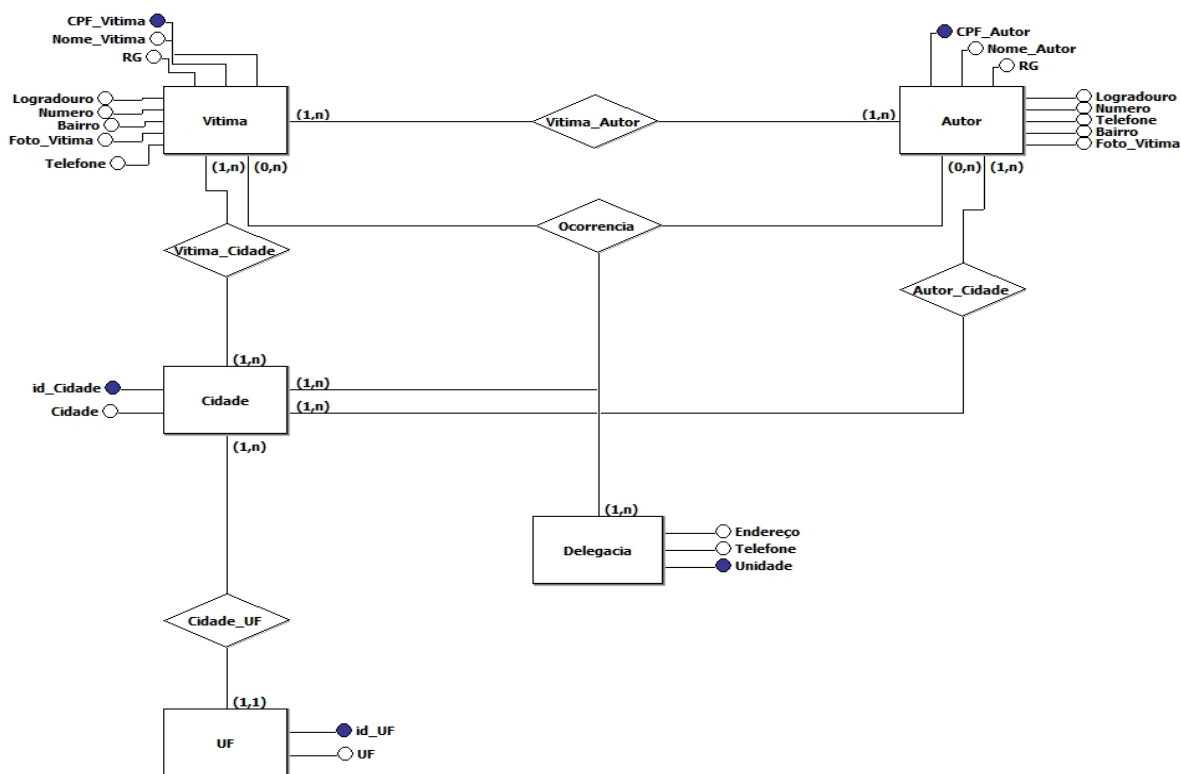 CPF_Vitima
Nome_Vitima
RG
Logradouro
Numero
Bairro
Foto_Vitima
Telefone
Vitima
(1,n)
Vitima_Autor
(1,n)
Autor
CPF_Autor
Nome_Autor
RG
Logradouro
Numero
Telefone
Bairro
Foto_Vitima
(1,n)
(0,n)
(0,n)
(1,n)
Ocorrencia
Vitima_Cidade
Autor_Cidade
(1,n)
id_Cidade
Cidade
Cidade
(1,n)
(1,n)
(1,n)
(1,n)
Delegacia
Endereço
Telefone
Unidade
Cidade_UF
(1,1)
UF
id_UF
UF